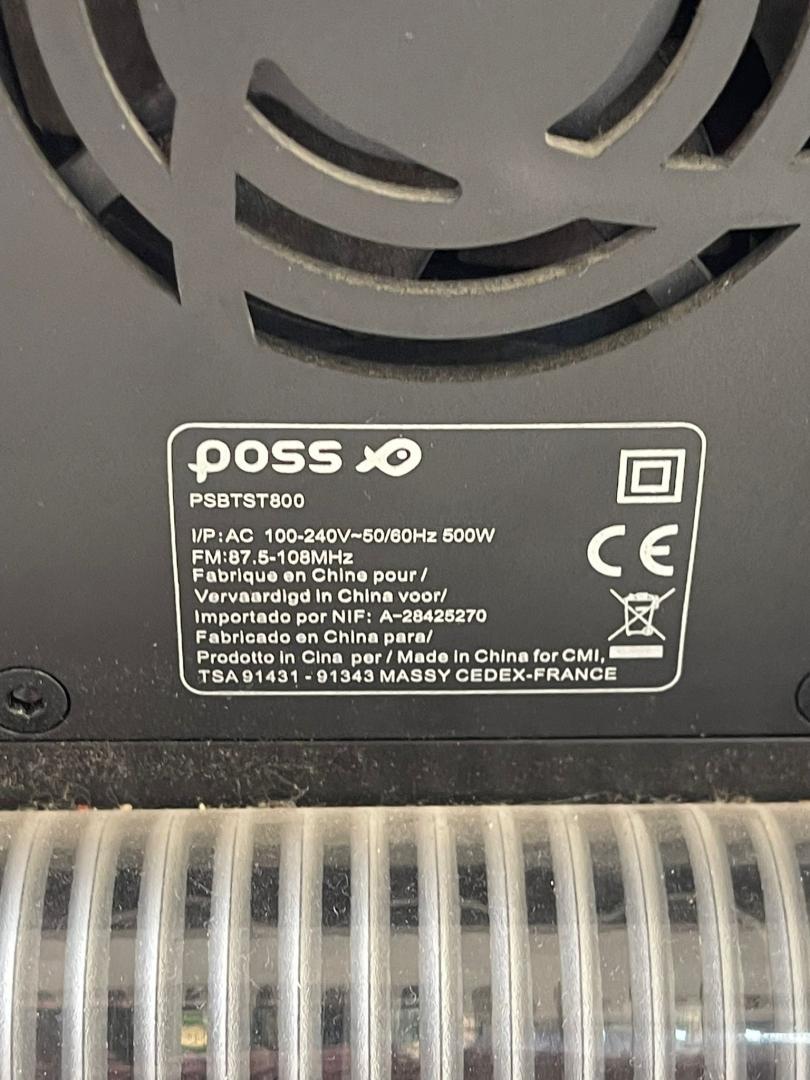 poss
PSBTST800
I/P:AC 100-240V~50/60Hz 500W
FM:87.5-108MHz
Fabrique en Chine pour /
Vervaardigd in China voor/
Importado por NIF: A-28425270
Fabricado en China para/
Prodotto in Cina per / Made in China for CMI,
TSA 91431 - 91343 MASSY CEDEX-FRANCE
CE